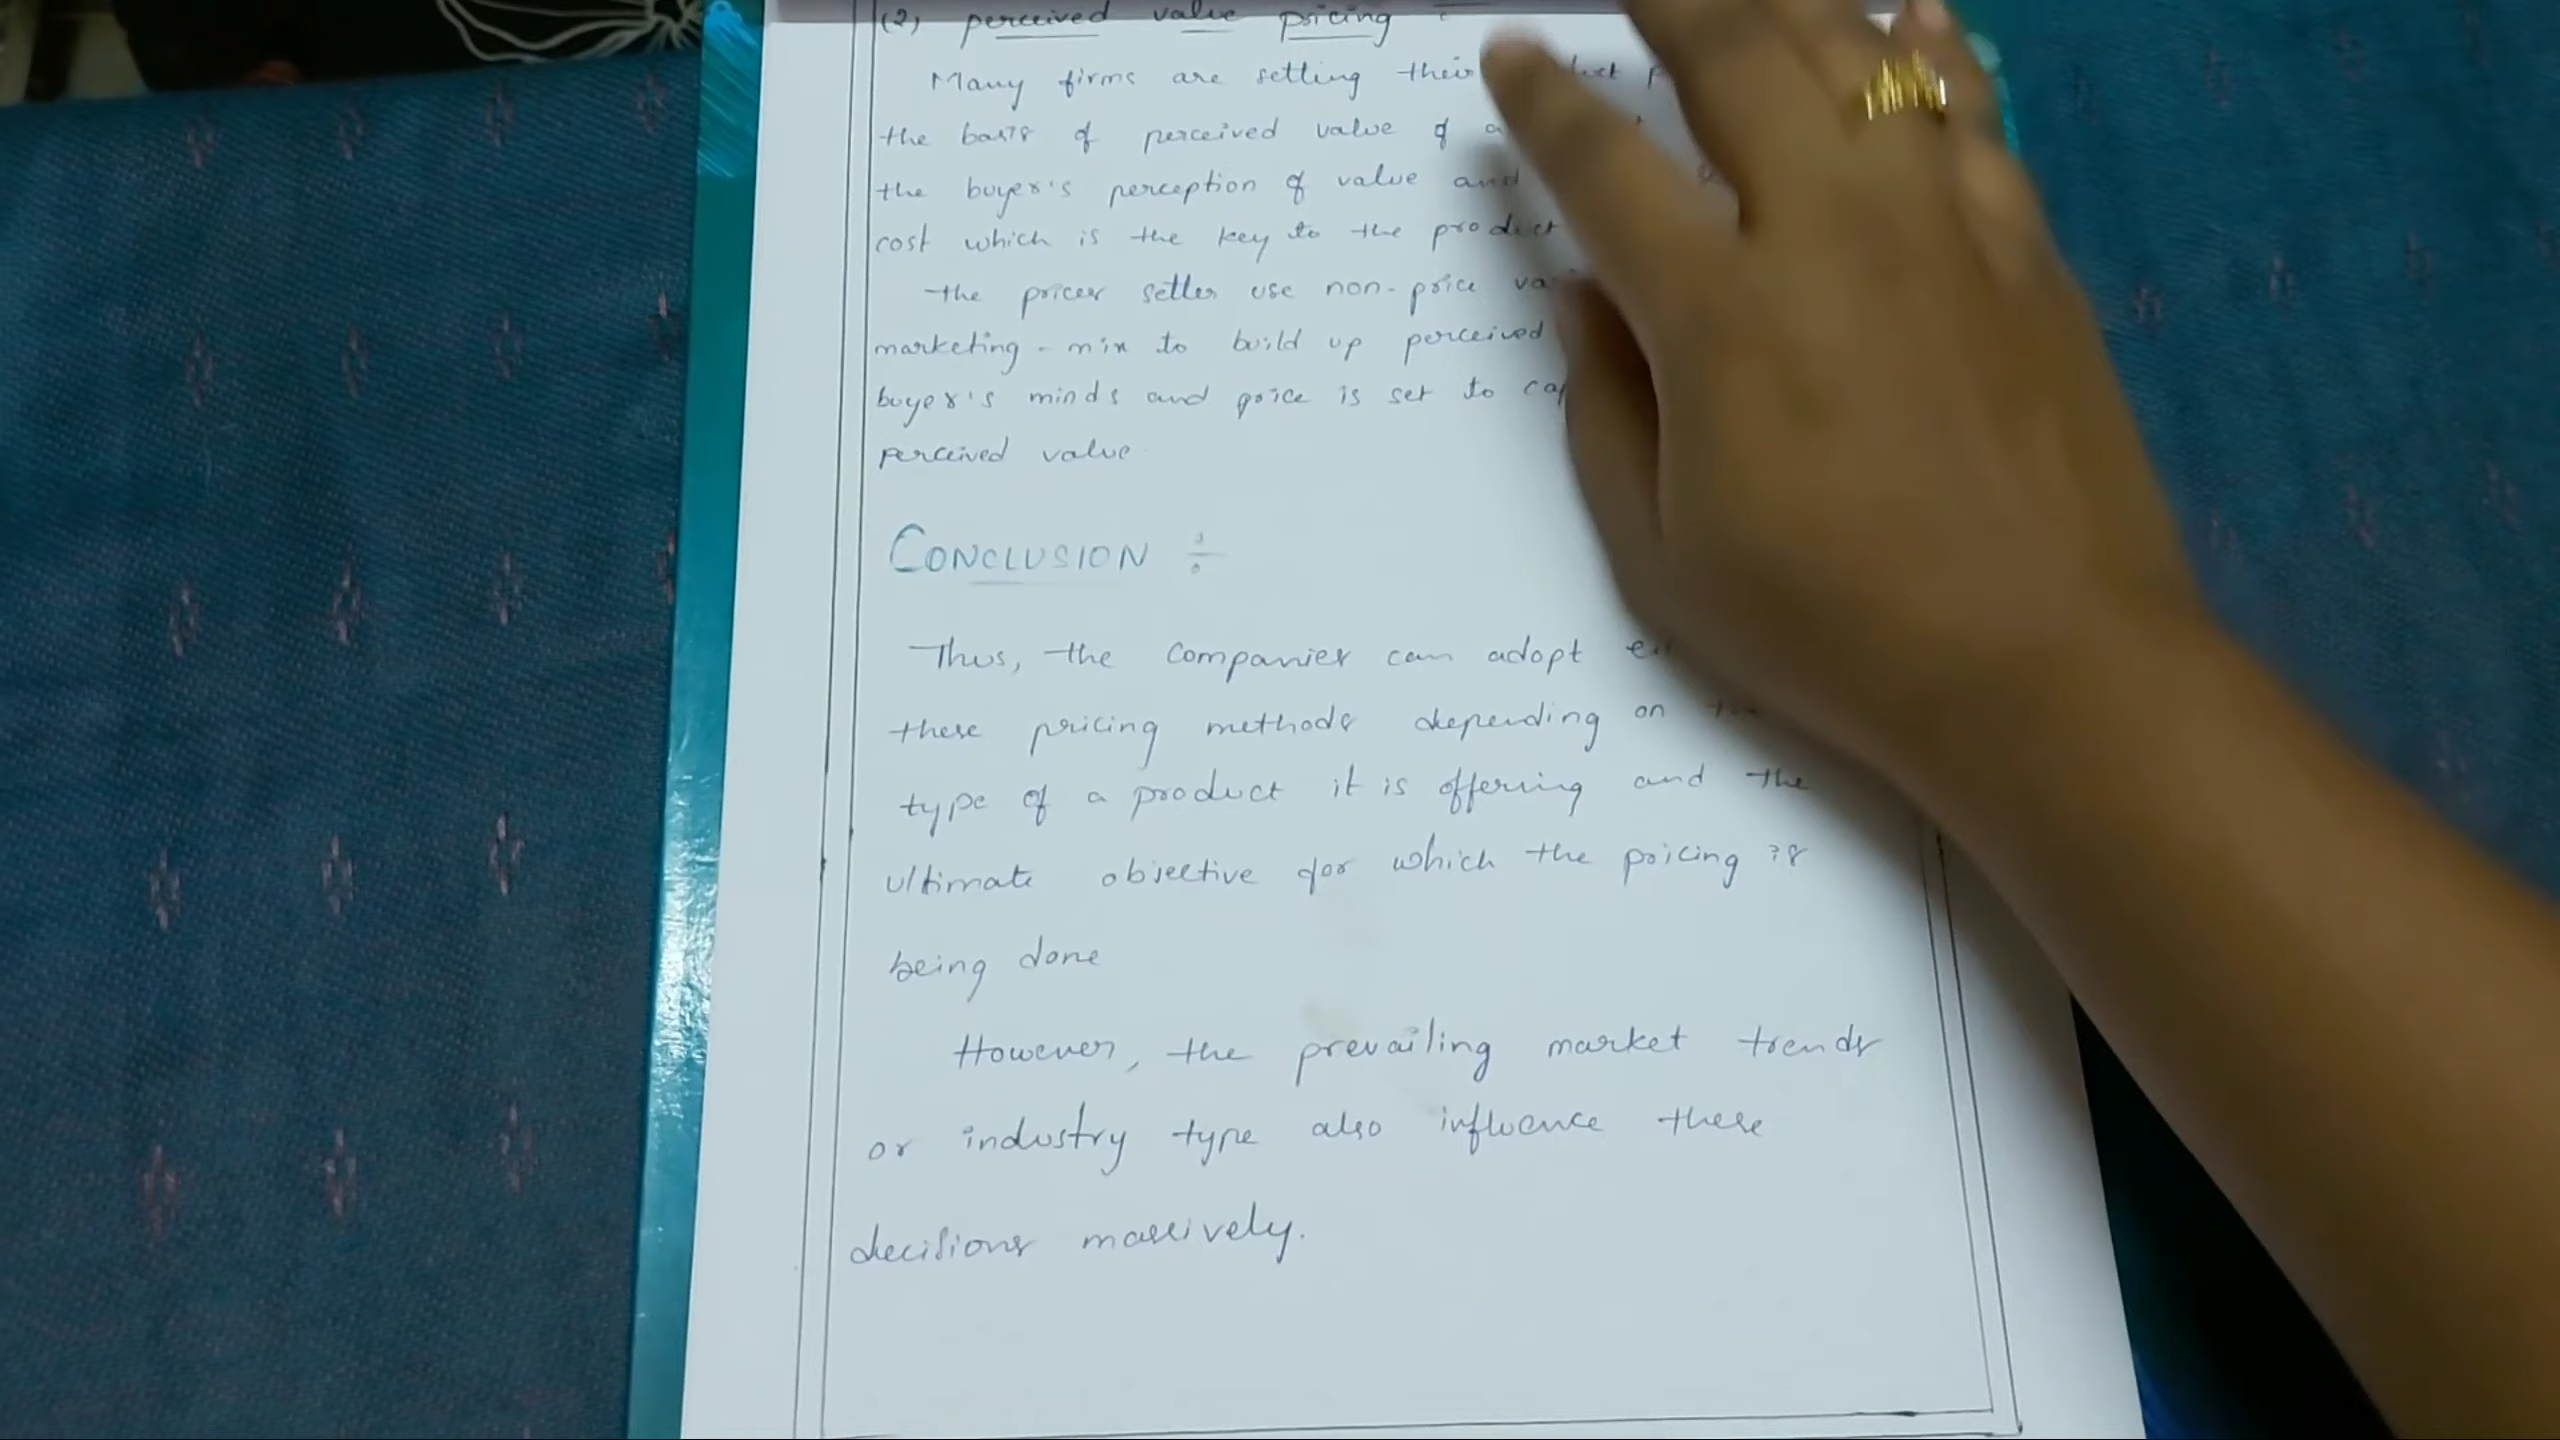 (2) perceived value pricing :-
Many firms are setting their
the basis of perceived value of
the buyer's perception of value and
cost which is the key to the product
the prices setter use non-price
marketing-mix to build up perceived
buyer's minds and price is set to
perceived value
CONCLUSION ÷
Thus, the companies can adopt
these pricing methods depending on
type of a product it is offering and the
ultimate objective for which the pricing is
being done
However, the prevailing market trends
or industry type also influence these
decisions massively.